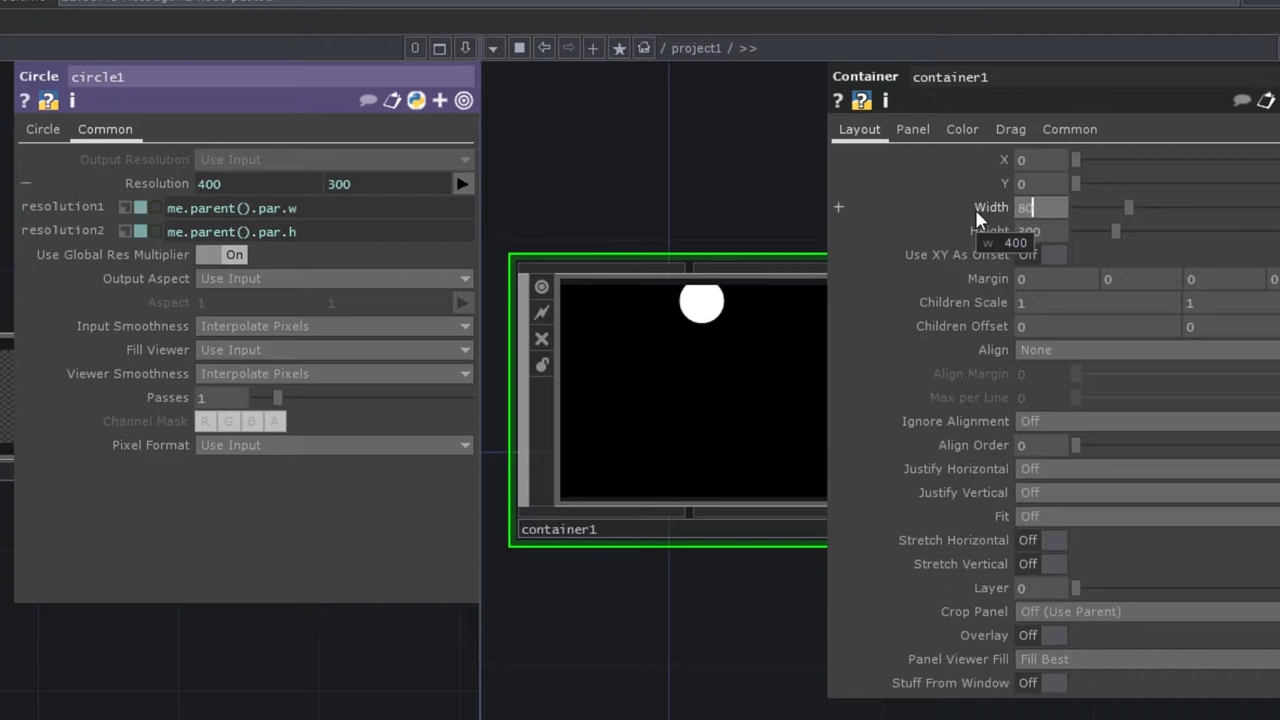 0 / project1 / >>
Circle circle1
? ? i
Circle Common
Output Resolution Use Input
Resolution 400 300
resolution1 me.parent().par.w
resolution2 me.parent().par.h
Use Global Res Multiplier On
Output Aspect Use Input
Aspect 1 1
Input Smoothness Interpolate Pixels
Fill Viewer Use Input
Viewer Smoothness Interpolate Pixels
Passes 1
Channel Mask R G B A
Pixel Format Use Input
container1
Container container1
? ? i
Layout Panel Color Drag Common
X 0
Y 0
+ Width 80
Height 300
w 400
Use XY As Offset Off
Margin 0 0 0 0
Children Scale 1 1
Children Offset 0 0
Align None
Align Margin 0
Max per Line 0
Ignore Alignment Off
Align Order 0
Justify Horizontal Off
Justify Vertical Off
Fit Off
Stretch Horizontal Off
Stretch Vertical Off
Layer 0
Crop Panel Off (Use Parent)
Overlay Off
Panel Viewer Fill Fill Best
Stuff From Window Off